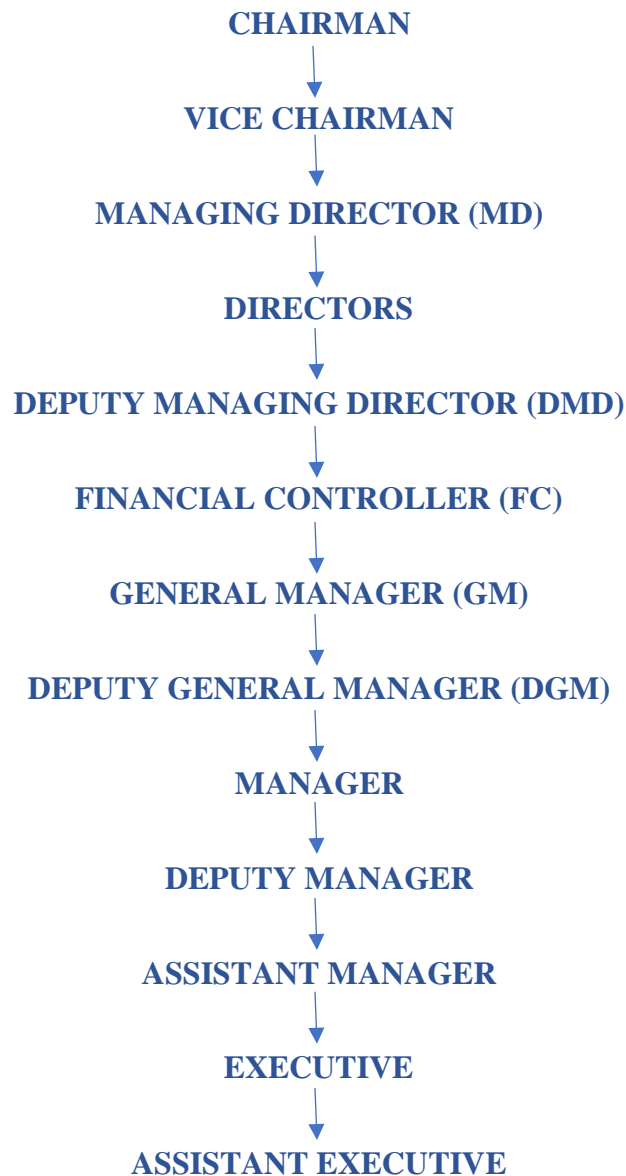 CHAIRMAN
VICE CHAIRMAN
MANAGING DIRECTOR (MD)
DIRECTORS
DEPUTY MANAGING DIRECTOR (DMD)
FINANCIAL CONTROLLER (FC)
GENERAL MANAGER (GM)
DEPUTY GENERAL MANAGER (DGM)
MANAGER
DEPUTY MANAGER
ASSISTANT MANAGER
EXECUTIVE
ASSISTANT EXECUTIVE